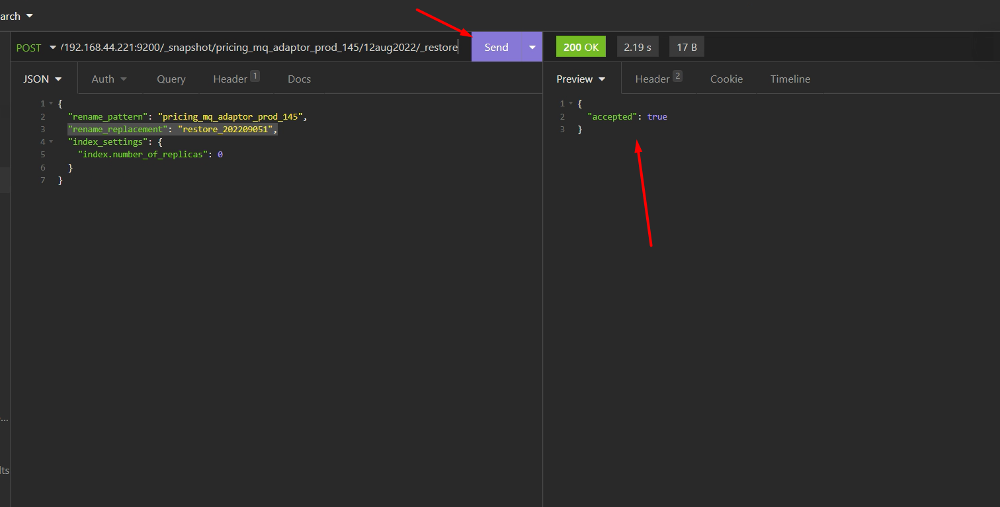 arch
POST /192.168.44.221:9200/_snapshot/pricing_mq_adaptor_prod_145/12aug2022/_restore Send 200 OK 2.19 s 17 B
JSON Auth Query Header 1 Docs Preview Header 2 Cookie Timeline
1 {
2 "rename_pattern": "pricing_mq_adaptor_prod_145",
3 "rename_replacement": "restore_202209051",
4 "index_settings": {
5 "index.number_of_replicas": 0
6 }
7 }
1 {
2 "accepted": true
3 }
...
lts